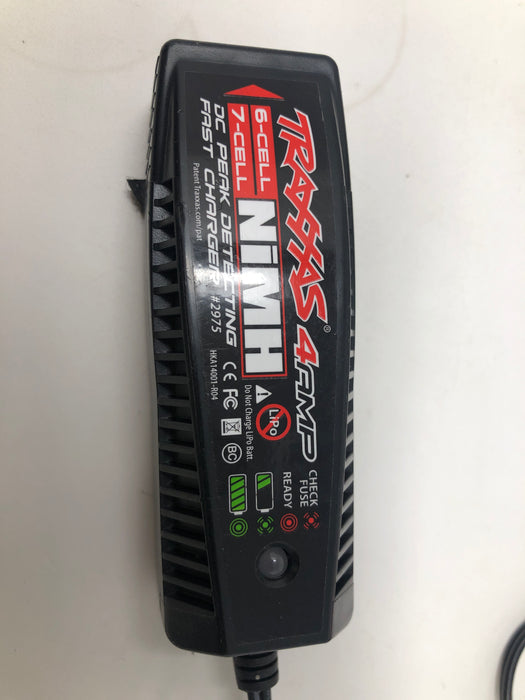 TRAXXAS 4AMP
6-CELL
7-CELL
NiMH
DC PEAK DETECTING
FAST CHARGER #2975
Patent Traxxas.com/pat
HKA14001-R04
CE FC BC
LiPo
Do Not Charge LiPo Batt.
CHECK
FUSE
READY